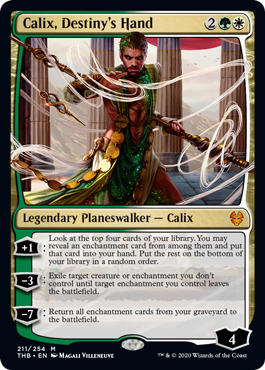 Calix, Destiny's Hand 2
Legendary Planeswalker — Calix
+1: Look at the top four cards of your library. You may
reveal an enchantment card from among them and put
that card into your hand. Put the rest on the bottom
of your library in a random order.
−3: Exile target creature or enchantment you don't
control until target enchantment you control leaves
the battlefield.
−7: Return all enchantment cards from your graveyard to
the battlefield.
4
211/254 M
THB • EN Magali Villeneuve
™ & © 2020 Wizards of the Coast